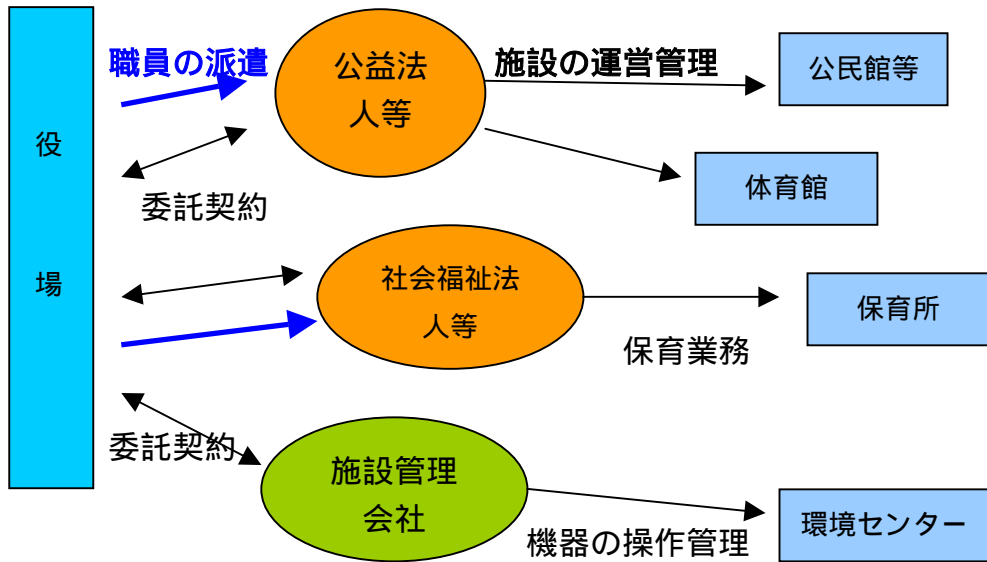 役
場
職員の派遣
公益法
人等
施設の運営管理
公民館等
委託契約
体育館
社会福祉法
人等
保育業務
保育所
委託契約
施設管理
会社
機器の操作管理
環境センター